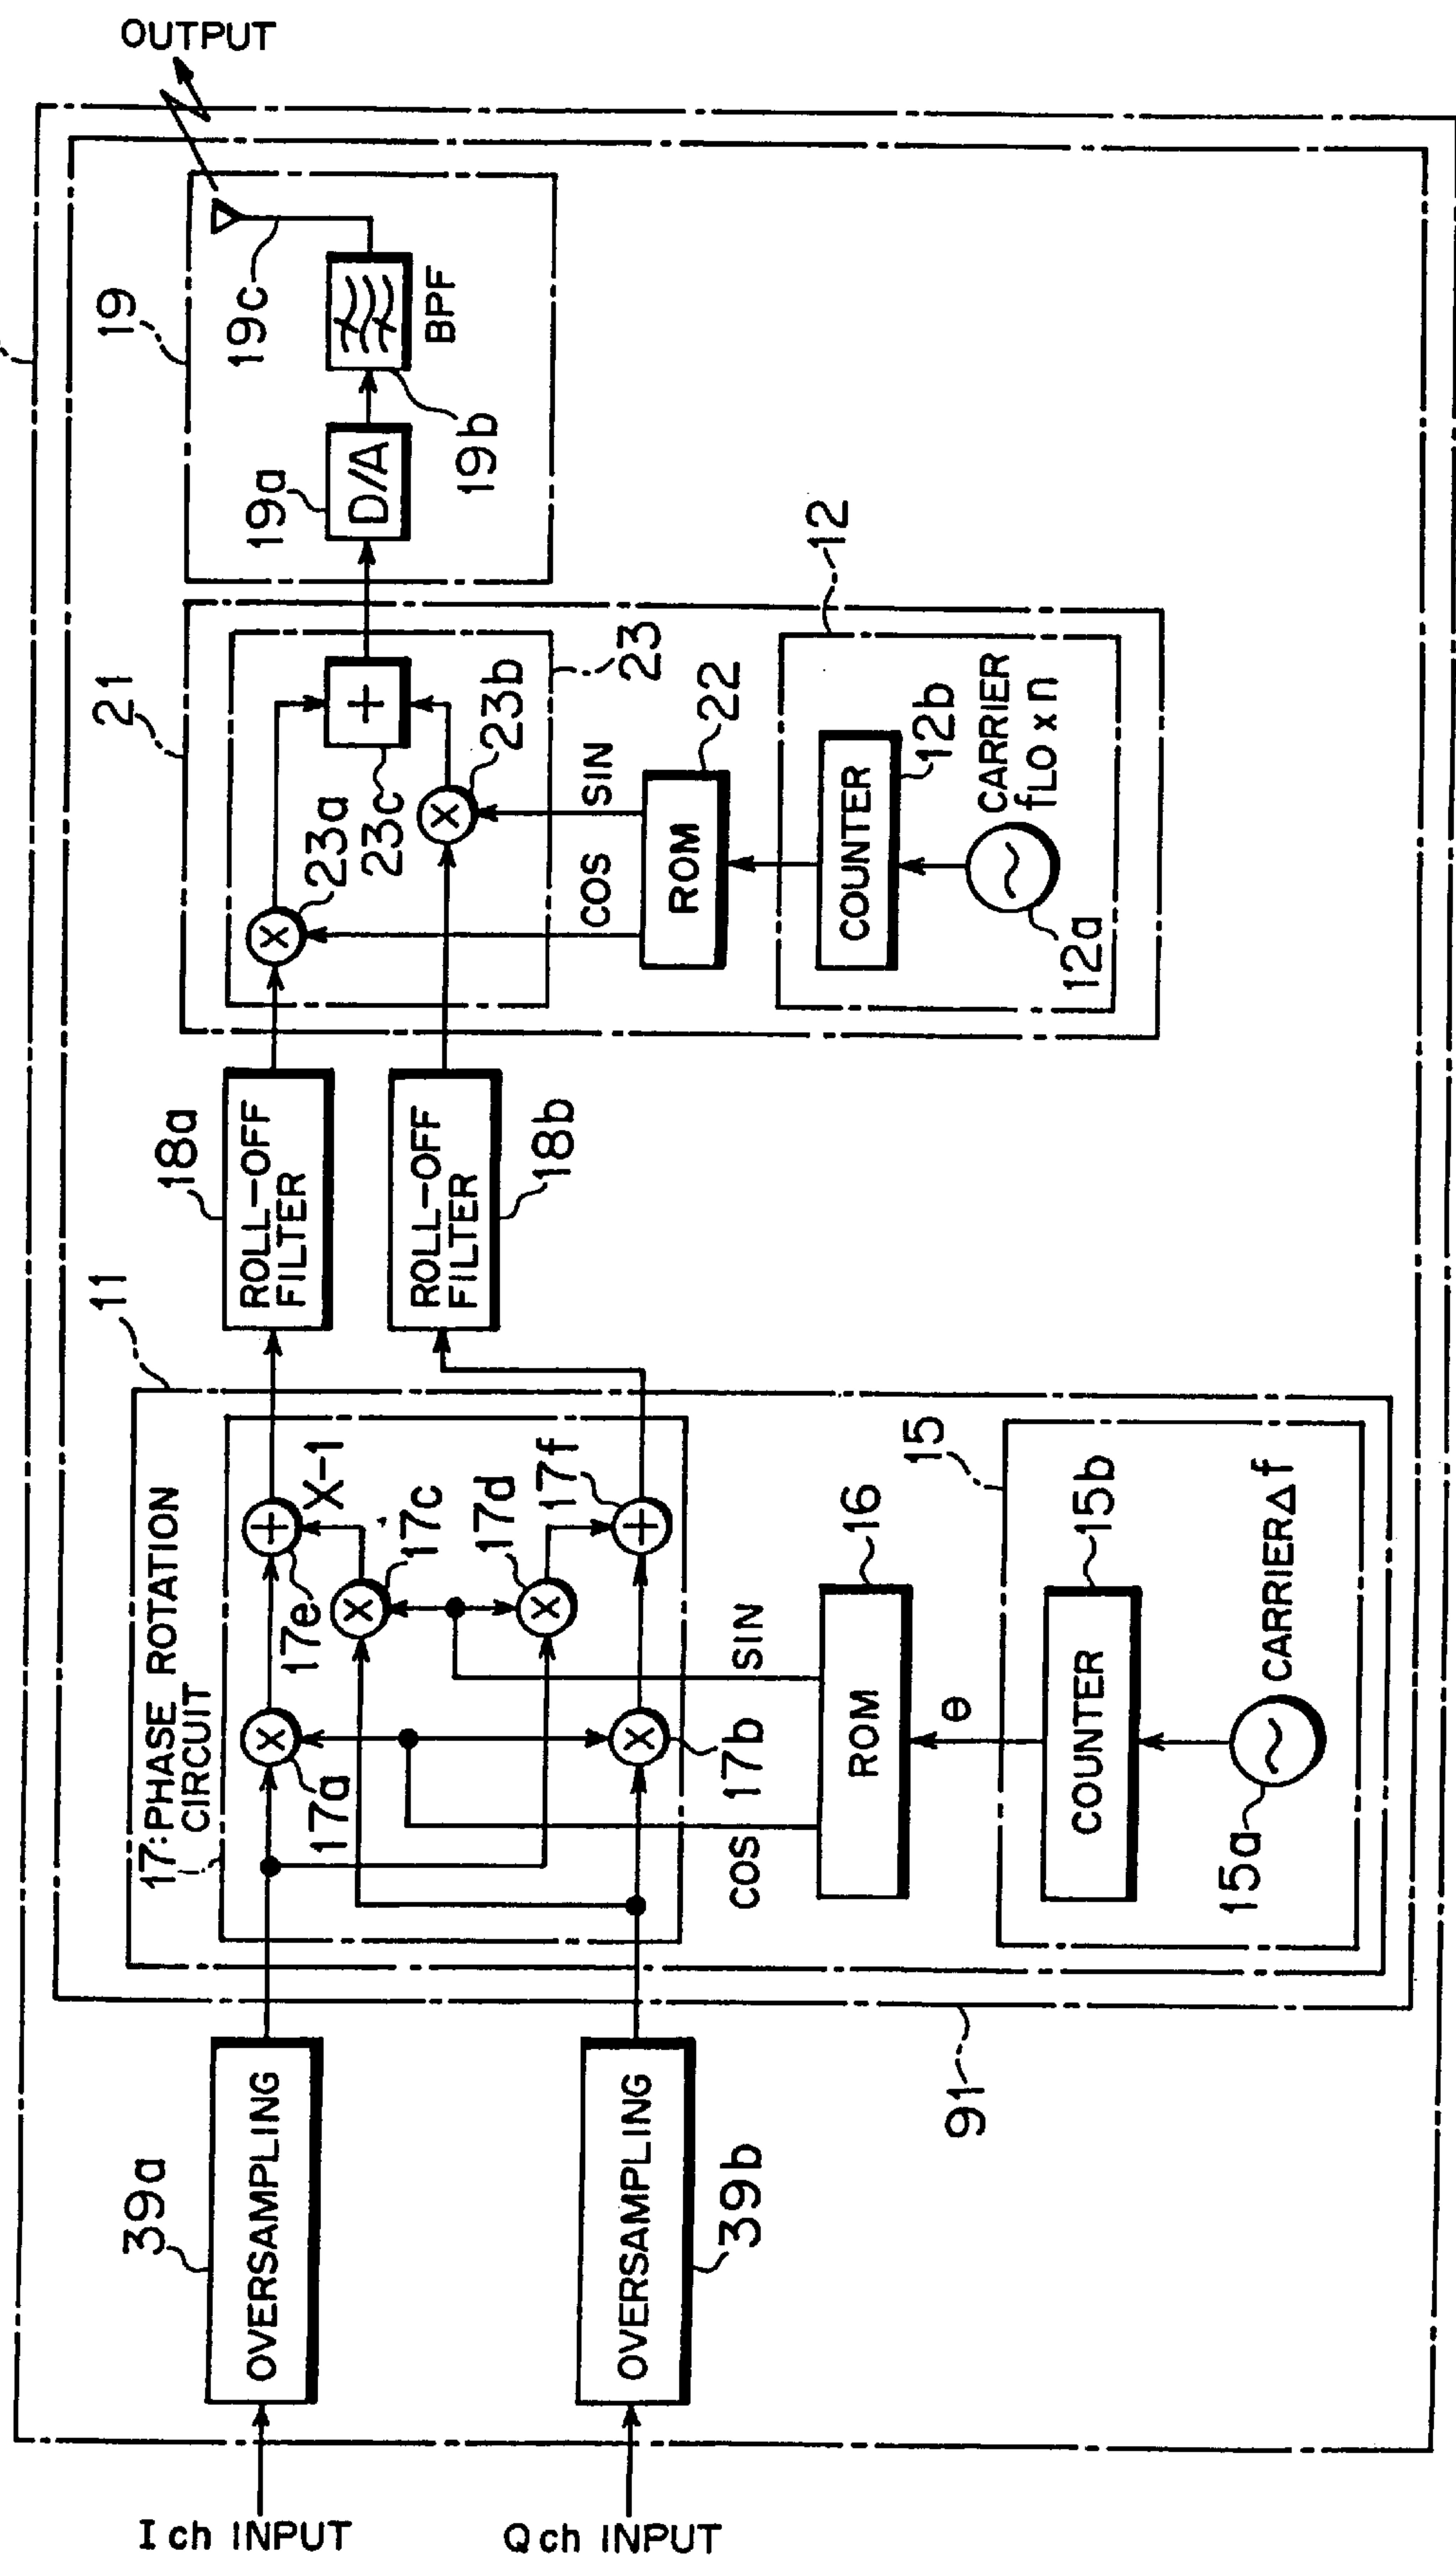 OUTPUT
19
19c
BPF
19b
19a
D/A
21
23
23a
23b
23c
+
X
X
COS
SIN
22
ROM
12
12b
COUNTER
CARRIER
fLO x n
12a
18a
ROLL-OFF
FILTER
18b
ROLL-OFF
FILTER
11
17:PHASE ROTATION
CIRCUIT
17a
17e
X-1
17c
17d
17f
17b
X
X
X
X
+
+
COS
SIN
16
ROM
θ
15
15b
COUNTER
CARRIER Δf
15a
91
39a
OVERSAMPLING
39b
OVERSAMPLING
I ch INPUT
Q ch INPUT